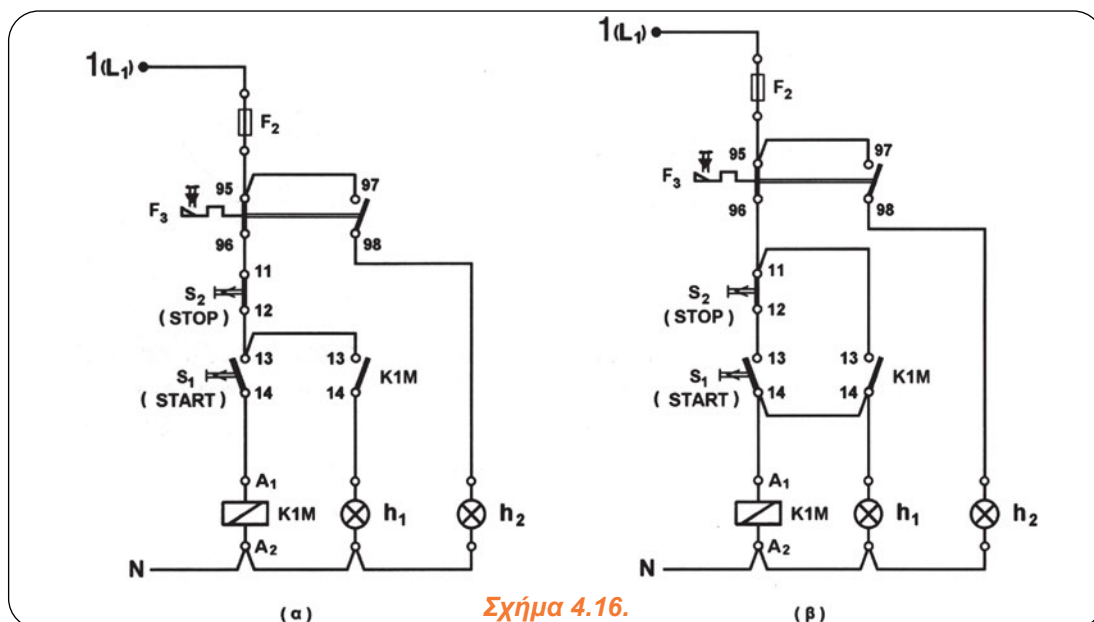 1(L₁)
F₂
95
97
F₃
96
98
11
S₂
(STOP)
12
13
13
S₁
K1M
(START)
14
14
A₁
K1M
h₁
h₂
A₂
N
(α)
1(L₁)
F₂
95
97
F₃
96
98
11
S₂
(STOP)
12
13
13
S₁
K1M
(START)
14
14
A₁
K1M
h₁
h₂
A₂
N
(β)
Σχήμα 4.16.